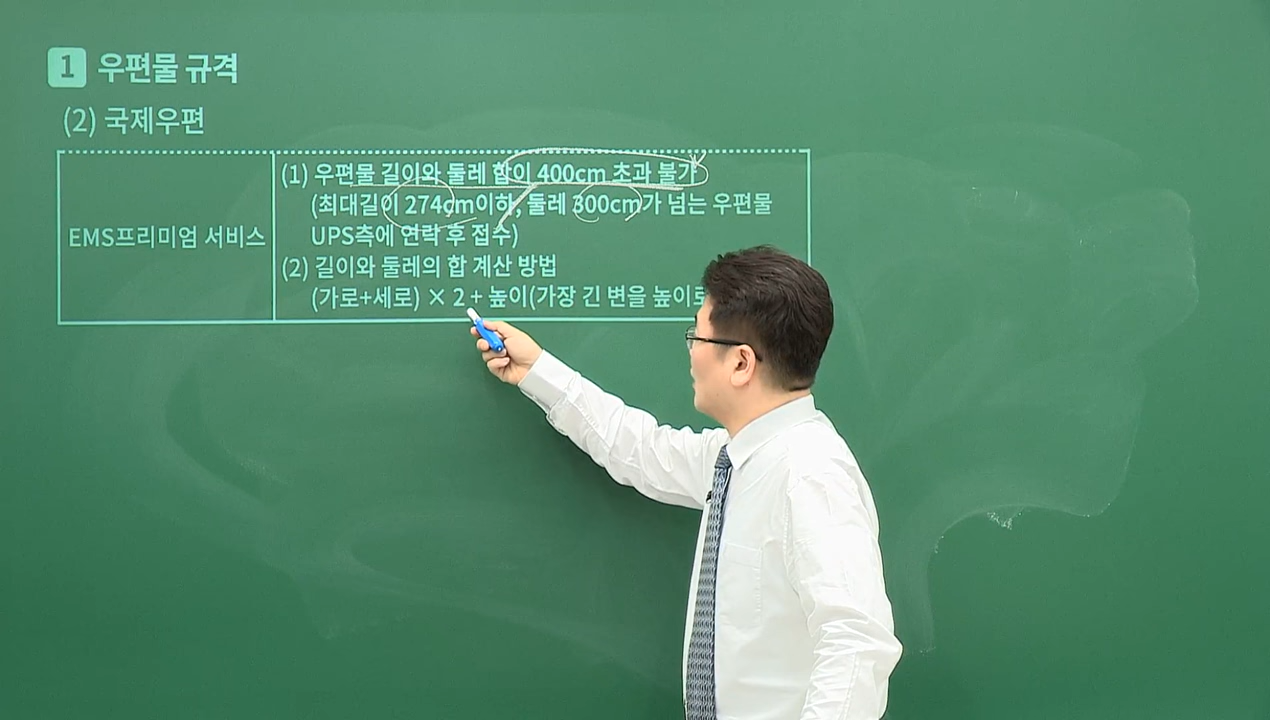 1 우편물 규격
(2) 국제우편
EMS프리미엄 서비스
(1) 우편물 길이와 둘레 합이 400cm 초과 불가
(최대길이 274cm이하, 둘레 300cm가 넘는 우편물
UPS측에 연락 후 접수)
(2) 길이와 둘레의 합 계산 방법
(가로+세로) × 2 + 높이(가장 긴 변을 높이로